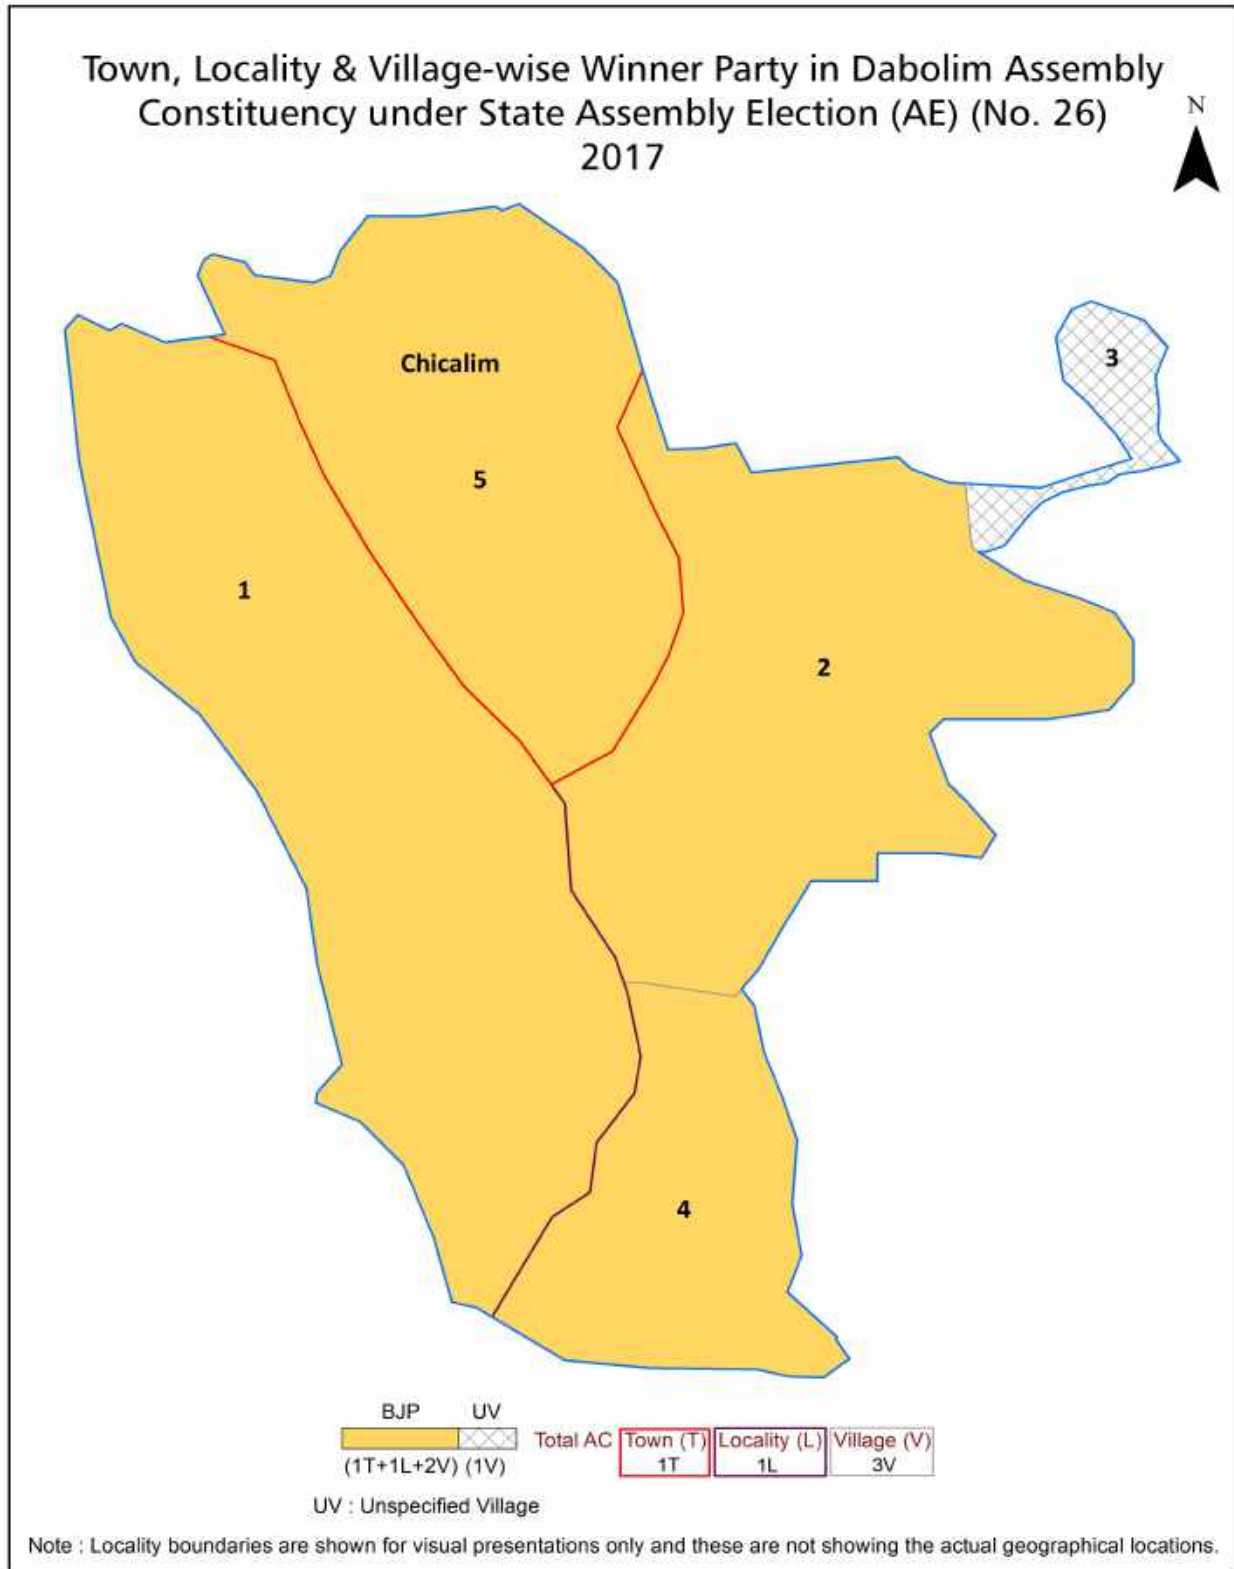 Town, Locality & Village-wise Winner Party in Dabolim Assembly
Constituency under State Assembly Election (AE) (No. 26)
2017
N
3
Chicalim
5
1
2
4
BJP UV
Total AC Town (T) Locality (L) Village (V)
(1T+1L+2V) (1V) 1T 1L 3V
UV : Unspecified Village
Note : Locality boundaries are shown for visual presentations only and these are not showing the actual geographical locations.